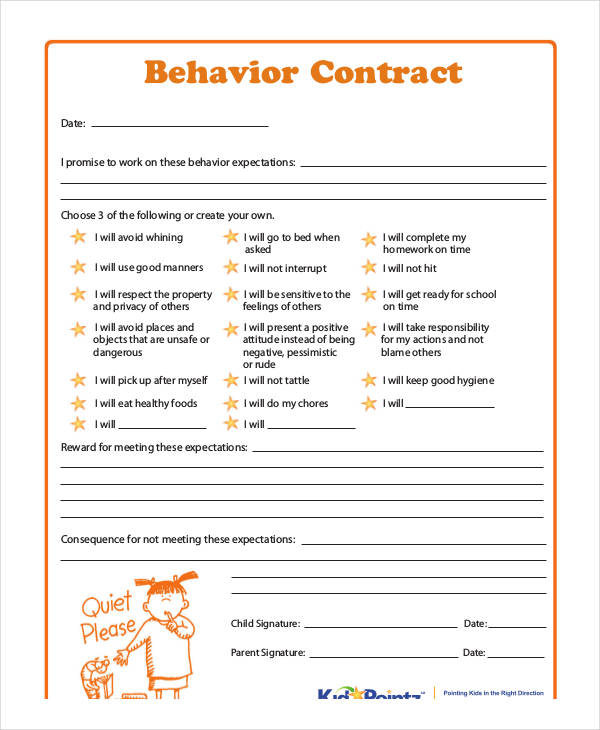 Behavior Contract
Date:
I promise to work on these behavior expectations:
Choose 3 of the following or create your own.
I will avoid whining
I will go to bed when
asked
I will complete my
homework on time
I will use good manners
I will not interrupt
I will not hit
I will respect the property
and privacy of others
I will be sensitive to the
feelings of others
I will get ready for school
on time
I will avoid places and
objects that are unsafe or
dangerous
I will present a positive
attitude instead of being
negative, pessimistic
or rude
I will take responsibility
for my actions and not
blame others
I will pick up after myself
I will not tattle
I will keep good hygiene
I will eat healthy foods
I will do my chores
I will
I will
I will
Reward for meeting these expectations:
Consequence for not meeting these expectations:
Quiet
Please
Child Signature:
Date:
Parent Signature:
Date:
Kid Pointz
Pointing Kids in the Right Direction